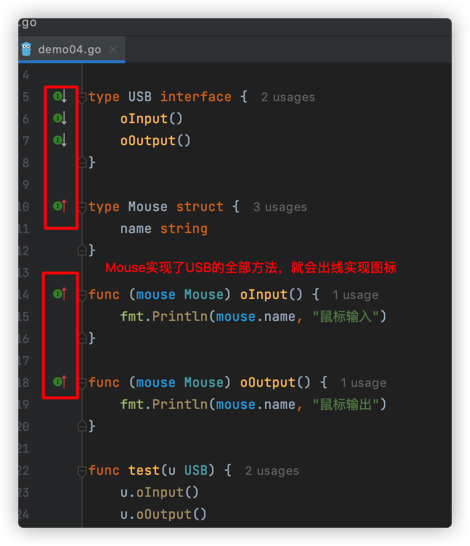 .go
demo04.go ×
4
5 type USB interface { 2 usages
6 oInput()
7 oOutput()
8 }
9
10 type Mouse struct { 3 usages
11 name string
12 }
13 Mouse实现了USB的全部方法，就会出线实现图标
14 func (mouse Mouse) oInput() { 1 usage
15 fmt.Println(mouse.name, "鼠标输入")
16 }
17
18 func (mouse Mouse) oOutput() { 1 usage
19 fmt.Println(mouse.name, "鼠标输出")
20 }
21
22 func test(u USB) { 2 usages
23 u.oInput()
24 u.oOutput()